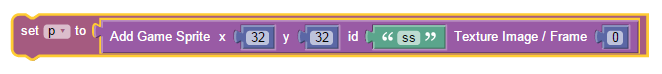 set p to Add Game Sprite x 32 y 32 id “ ss ” Texture Image / Frame 0